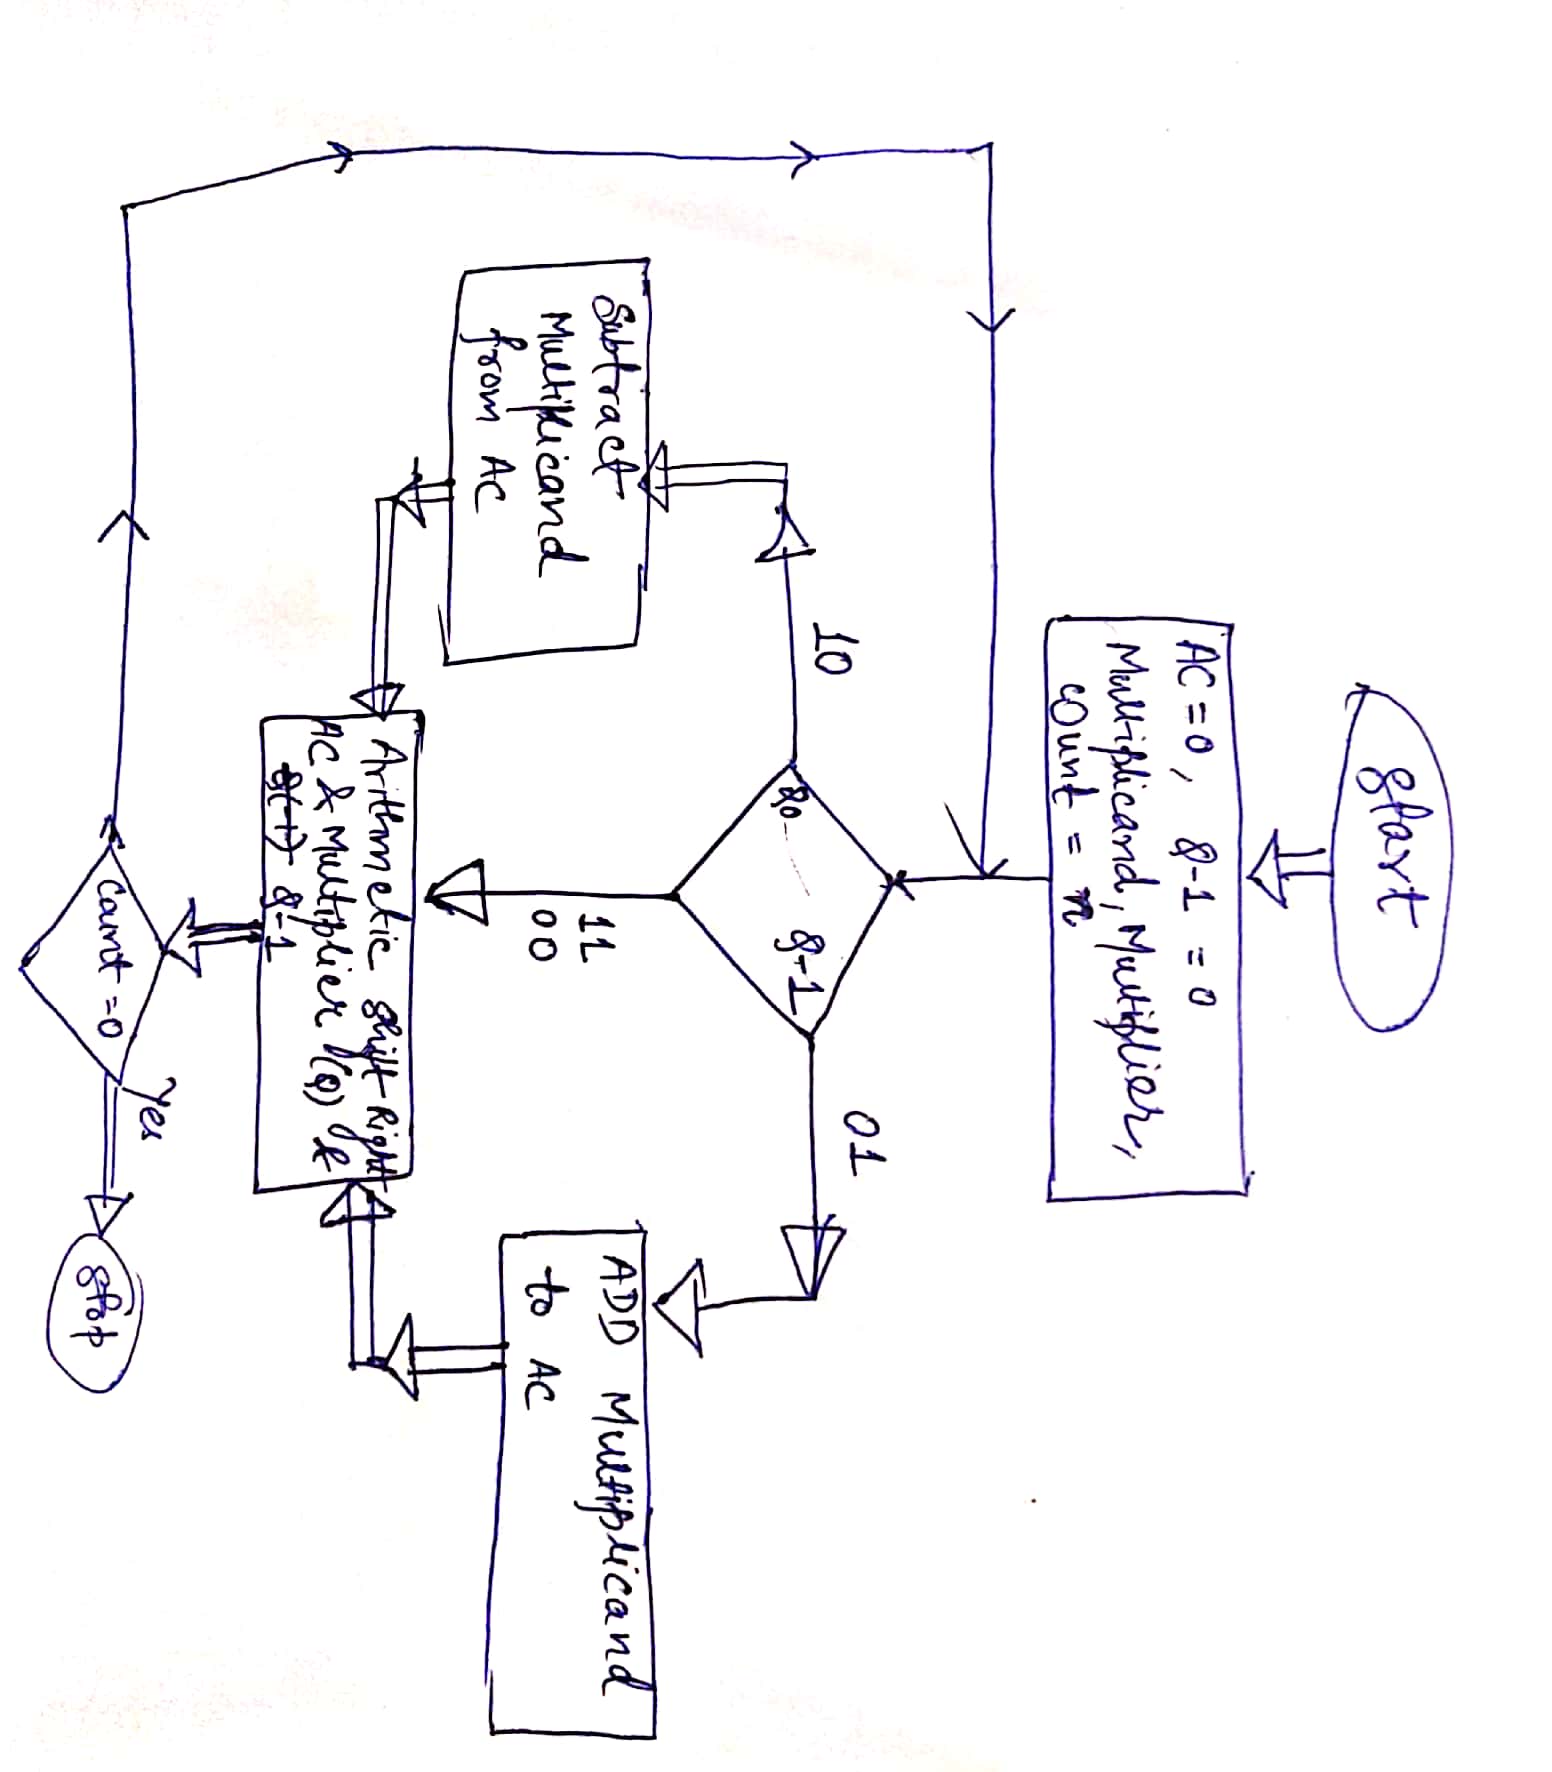 Start
AC = 0, Q-1 = 0
Multiplicand, Multiplier,
Count = n
10
Q0 Q-1
01
11
00
Subtract
Multiplicand
from AC
ADD Multiplicand
to AC
Arithmetic Shift Right
AC & Multiplier (Q) &
Q-1
Count = 0
Yes
Stop